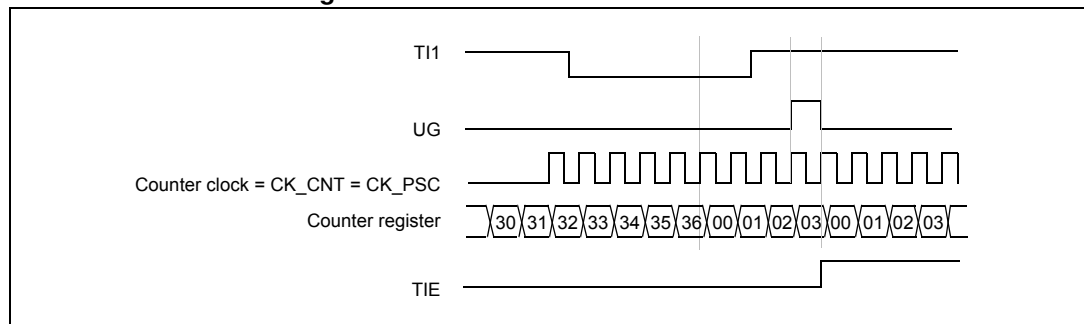 TI1
UG
Counter clock = CK_CNT = CK_PSC
Counter register 30 31 32 33 34 35 36 00 01 02 03 00 01 02 03
TIE